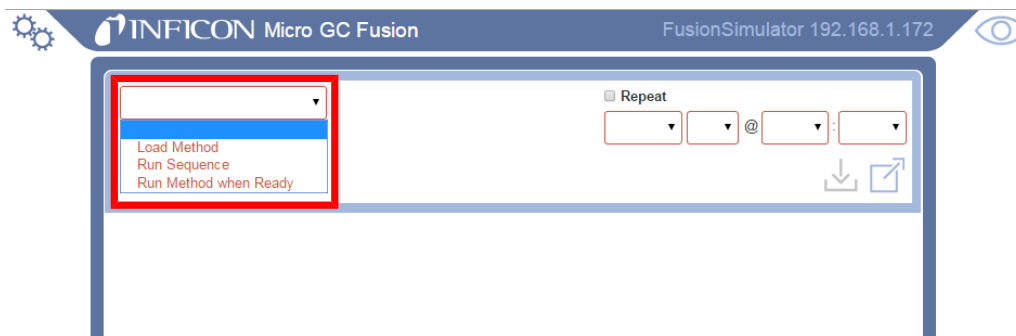 INFICON Micro GC Fusion
FusionSimulator 192.168.1.172
Repeat
@ :
Load Method
Run Sequence
Run Method when Ready